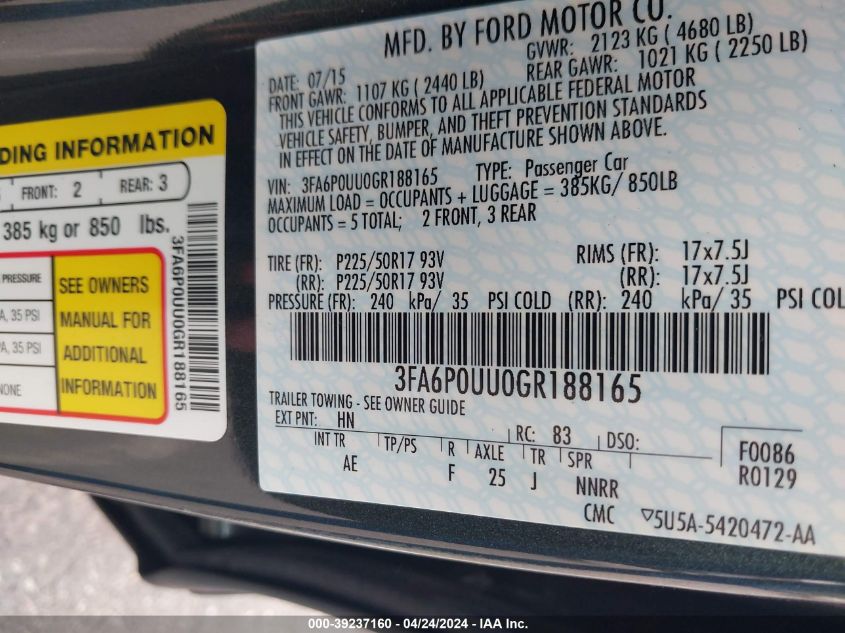 DING INFORMATION
FRONT: 2 REAR: 3
385 kg or 850 lbs.
PRESSURE
35 PSI
35 PSI
NONE
SEE OWNERS
MANUAL FOR
ADDITIONAL
INFORMATION
3FA6P0UU0GR188165
MFD. BY FORD MOTOR CO.
DATE: 07/15 GVWR: 2123 KG ( 4680 LB)
FRONT GAWR: 1107 KG ( 2440 LB) REAR GAWR: 1021 KG ( 2250 LB)
THIS VEHICLE CONFORMS TO ALL APPLICABLE FEDERAL MOTOR
VEHICLE SAFETY, BUMPER, AND THEFT PREVENTION STANDARDS
IN EFFECT ON THE DATE OF MANUFACTURE SHOWN ABOVE.
VIN: 3FA6P0UU0GR188165 TYPE: Passenger Car
MAXIMUM LOAD = OCCUPANTS + LUGGAGE = 385KG/ 850LB
OCCUPANTS = 5 TOTAL; 2 FRONT, 3 REAR
TIRE (FR): P225/50R17 93V RIMS (FR): 17x7.5J
(RR): P225/50R17 93V (RR): 17x7.5J
PRESSURE (FR): 240 kPa/ 35 PSI COLD (RR): 240 kPa/ 35 PSI COL
3FA6P0UU0GR188165
TRAILER TOWING - SEE OWNER GUIDE
EXT PNT: HN RC: 83 DSO:
INT TR TP/PS R AXLE TR SPR
AE F 25 J NNRR
F0086
R0129
CMC ▽5U5A-5420472-AA
000-39237160 - 04/24/2024 - IAA Inc.